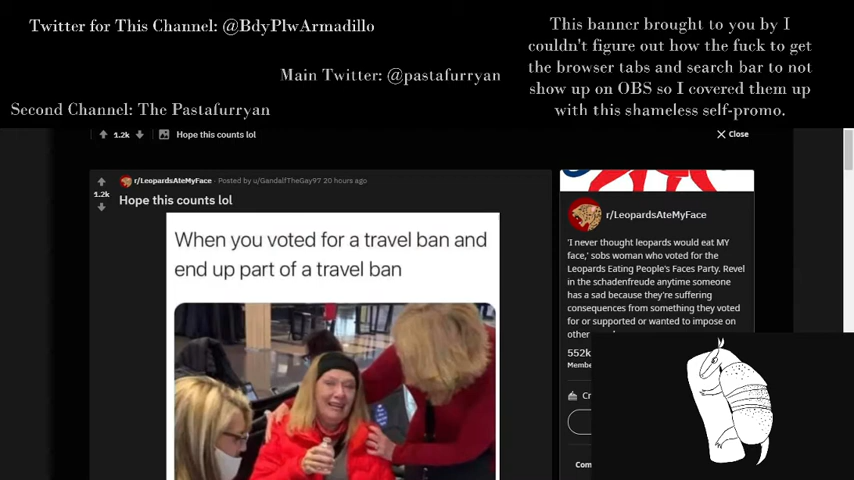 Twitter for This Channel: @BdyPlwArmadillo
Main Twitter: @pastafurryan
Second Channel: The Pastafurryan
This banner brought to you by I
couldn't figure out how the fuck to get
the browser tabs and search bar to not
show up on OBS so I covered them up
with this shameless self-promo.
1.2k Hope this counts lol
Close
r/LeopardsAteMyFace · Posted by u/GandalfTheGay97 20 hours ago
1.2k
Hope this counts lol
When you voted for a travel ban and
end up part of a travel ban
r/LeopardsAteMyFace
'I never thought leopards would eat MY
face,' sobs woman who voted for the
Leopards Eating People's Faces Party. Revel
in the schadenfreude anytime someone
has a sad because they're suffering
consequences from something they voted
for or supported or wanted to impose on
other
552k
Membe
Cr
Com